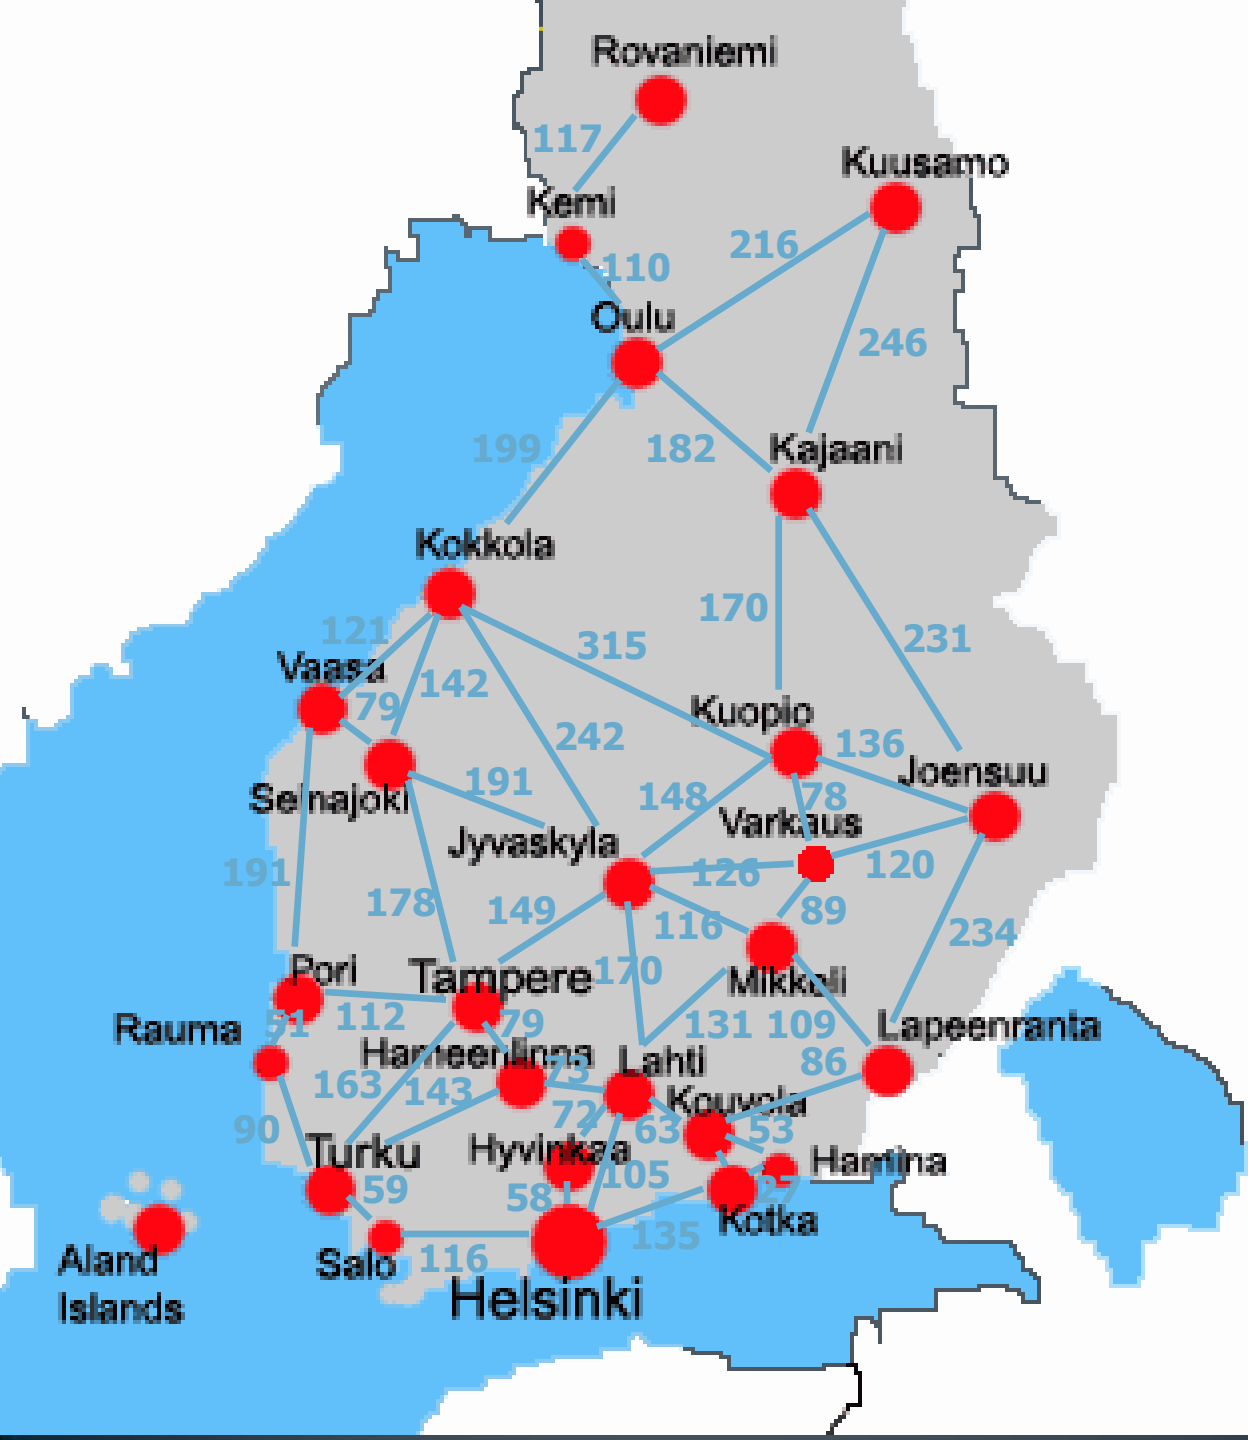 Rovaniemi
117
Kuusamo
Kemi
216
110
Oulu
246
199
182
Kajaani
Kokkola
170
121
315
231
Vaasa
142
79
Kuopio
242
136
Joensuu
191
148
78
Seinajoki
Varkaus
Jyvaskyla
126
120
191
178
149
89
116
234
Pori
Tampere
170
Mikkeli
51
112
79
131
109
Lapeenranta
Rauma
Hameenlinna
Lahti
86
73
163
143
Kouvola
72
90
63
53
Turku
Hyvinkaa
Hamina
105
59
58
27
Kotka
135
Aland
Islands
Salo
116
Helsinki